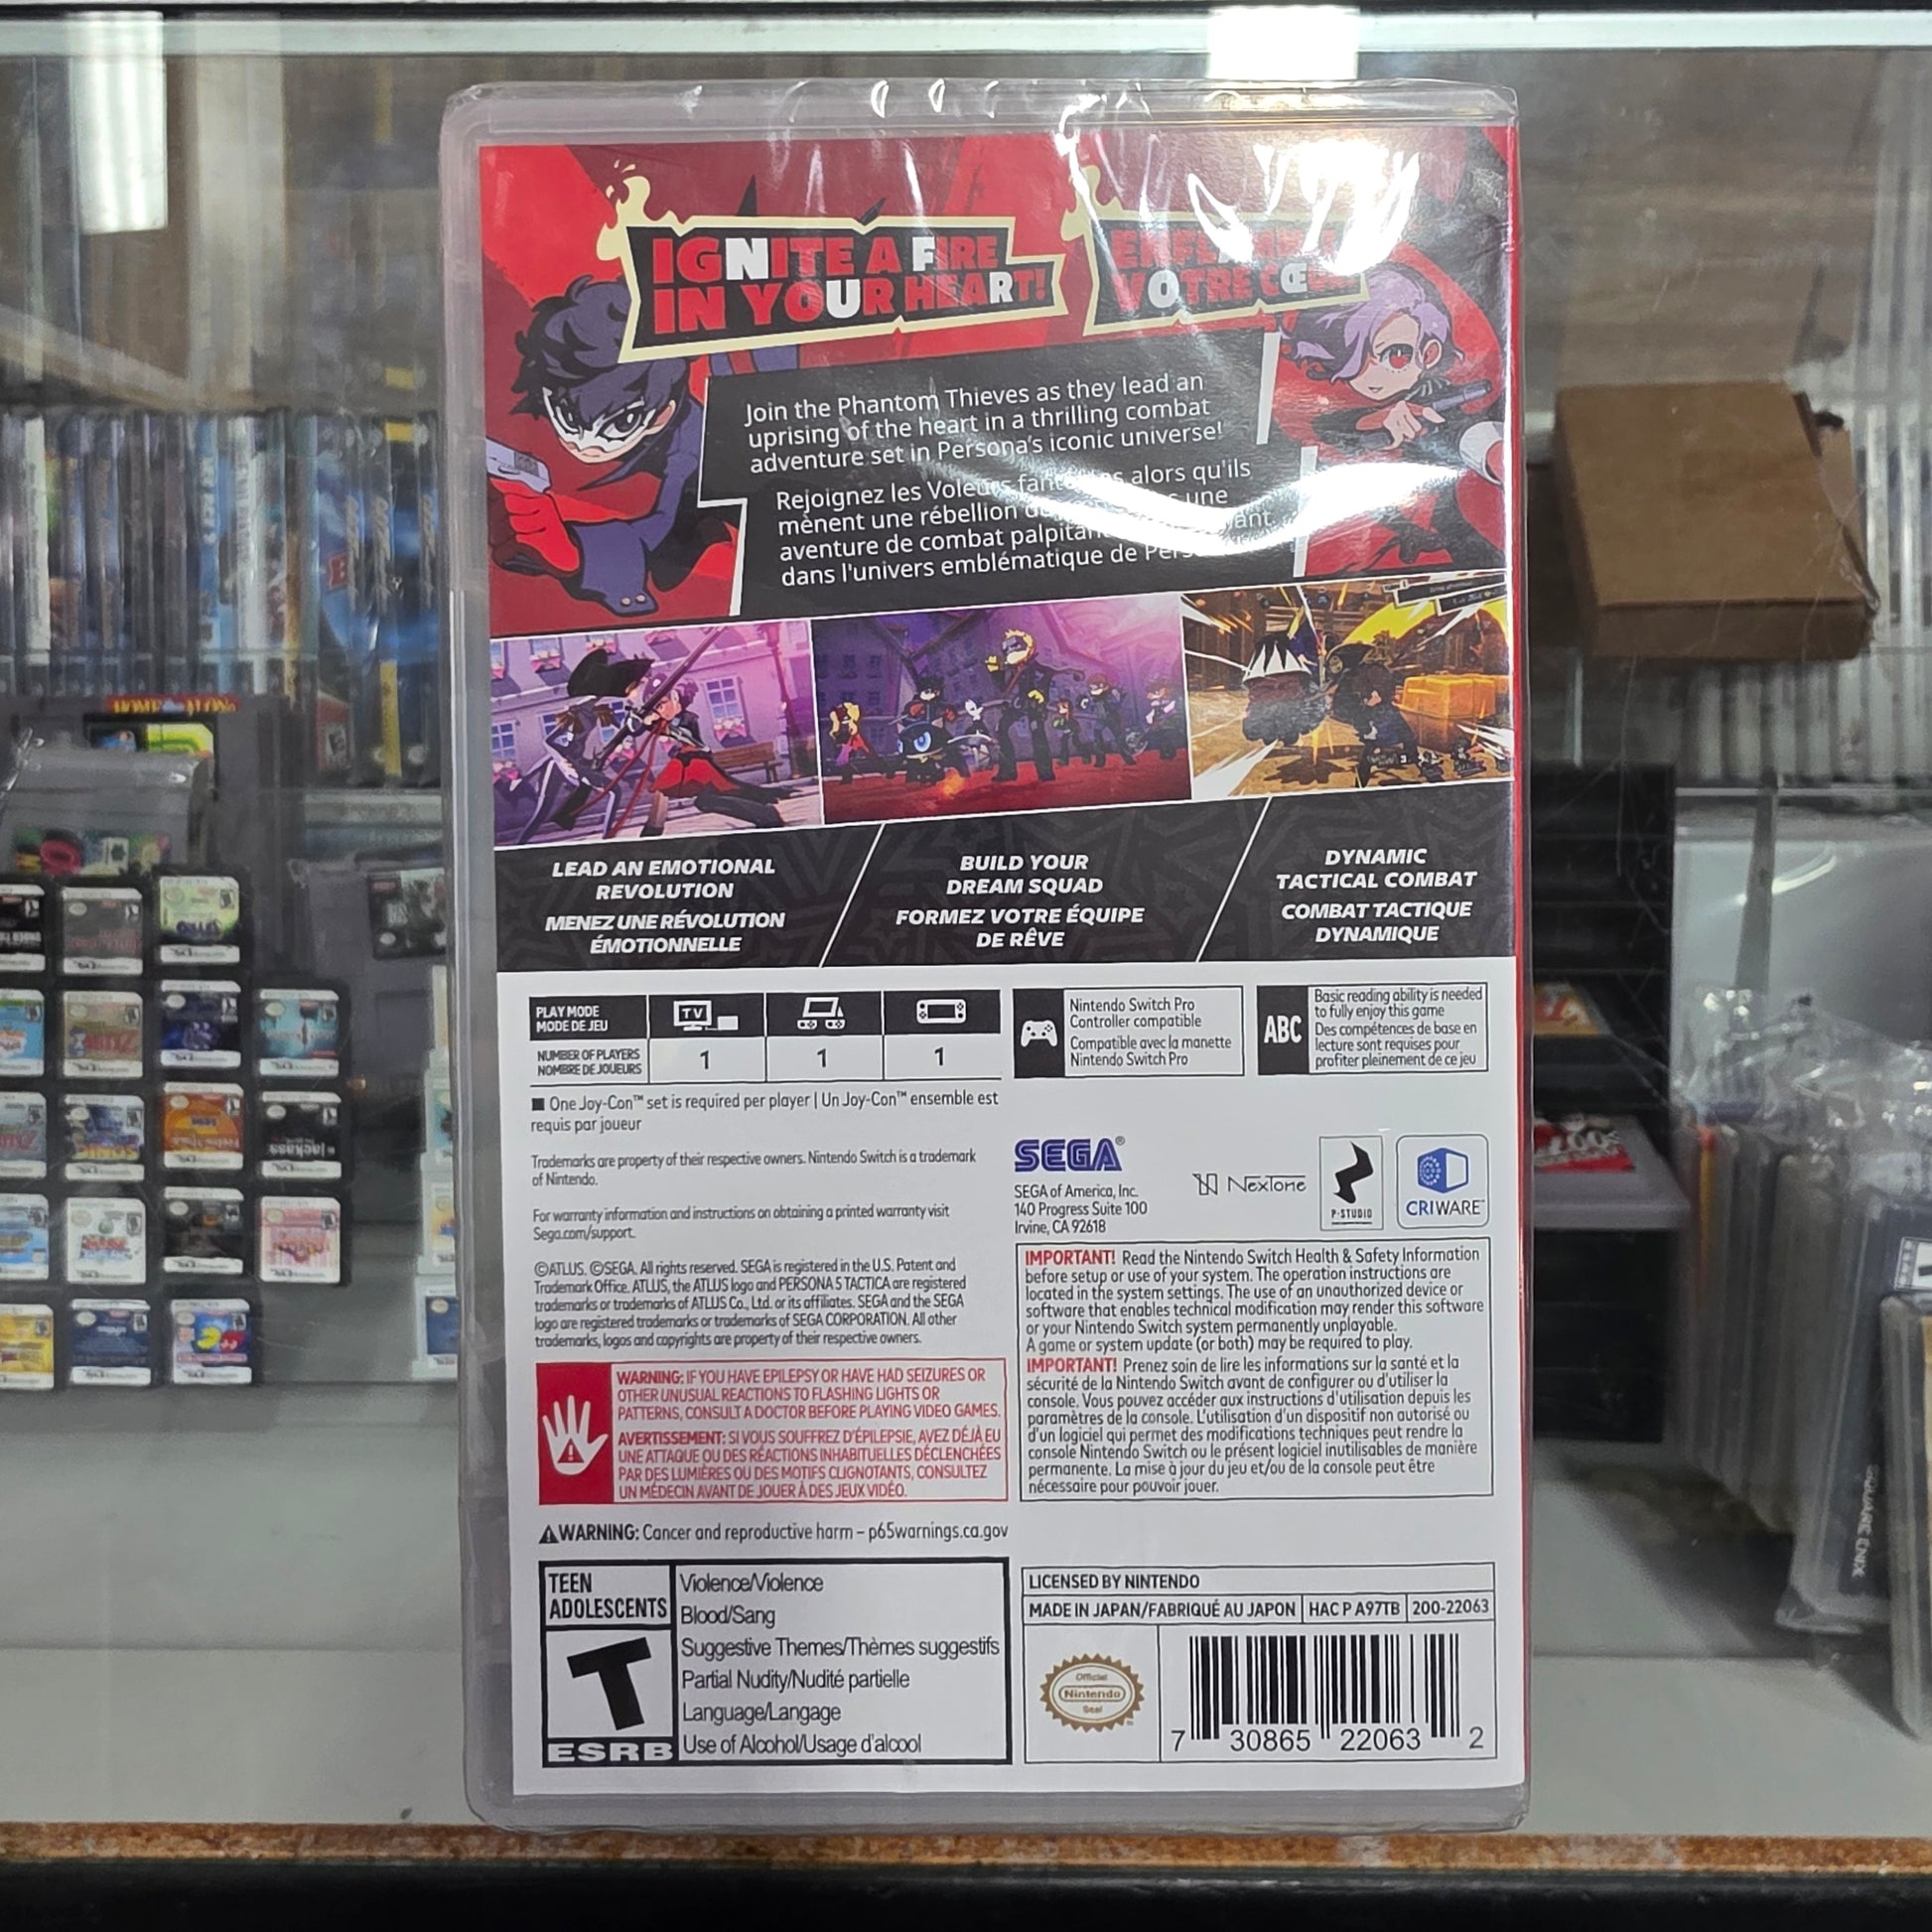 IGNITE A FIRE
IN YOUR HEART!
VOTRE
Join the Phantom Thieves as they lead an
uprising of the heart in a thrilling combat
adventure set in Persona's iconic universe!
Rejoignez les Voleurs alors qu'ils
mènent une rébellion une
aventure de combat
dans l'univers emblématique de
LEAD AN EMOTIONAL
REVOLUTION
MENEZ UNE RÉVOLUTION
ÉMOTIONNELLE
BUILD YOUR
DREAM SQUAD
FORMEZ VOTRE ÉQUIPE
DE RÊVE
DYNAMIC
TACTICAL COMBAT
COMBAT TACTIQUE
DYNAMIQUE
PLAY MODE
MODE DE JEU
TV
NUMBER OF PLAYERS
NOMBRE DE JOUEURS
1 1 1
Nintendo Switch Pro
Controller compatible
Compatible avec la manette
Nintendo Switch Pro
ABC
Basic reading ability is needed
to fully enjoy this game
Des compétences de base en
lecture sont requises pour
profiter pleinement de ce jeu
■ One Joy-Con™ set is required per player | Un Joy-Con™ ensemble est
requis par joueur
Trademarks are property of their respective owners. Nintendo Switch is a trademark
of Nintendo.
For warranty information and instructions on obtaining a printed warranty visit
Sega.com/support.
©ATLUS. ©SEGA. All rights reserved. SEGA is registered in the U.S. Patent and
Trademark Office. ATLUS, the ATLUS logo and PERSONA 5 TACTICA are registered
trademarks or trademarks of ATLUS Co., Ltd. or its affiliates. SEGA and the SEGA
logo are registered trademarks or trademarks of SEGA CORPORATION. All other
trademarks, logos and copyrights are property of their respective owners.
SEGA®
SEGA of America, Inc.
140 Progress Suite 100
Irvine, CA 92618
NexTone
P-STUDIO
CRIWARE™
IMPORTANT! Read the Nintendo Switch Health & Safety Information
before setup or use of your system. The operation instructions are
located in the system settings. The use of an unauthorized device or
software that enables technical modification may render this software
or your Nintendo Switch system permanently unplayable.
A game or system update (or both) may be required to play.
IMPORTANT! Prenez soin de lire les informations sur la santé et la
sécurité de la Nintendo Switch avant de configurer ou d'utiliser la
console. Vous pouvez accéder aux instructions d'utilisation depuis les
paramètres de la console. L'utilisation d'un dispositif non autorisé ou
d'un logiciel qui permet des modifications techniques peut rendre la
console Nintendo Switch ou le présent logiciel inutilisables de manière
permanente. La mise à jour du jeu et/ou de la console peut être
nécessaire pour pouvoir jouer.
WARNING: IF YOU HAVE EPILEPSY OR HAVE HAD SEIZURES OR
OTHER UNUSUAL REACTIONS TO FLASHING LIGHTS OR
PATTERNS, CONSULT A DOCTOR BEFORE PLAYING VIDEO GAMES.
AVERTISSEMENT: SI VOUS SOUFFREZ D'ÉPILEPSIE, AVEZ DÉJÀ EU
UNE ATTAQUE OU DES RÉACTIONS INHABITUELLES DÉCLENCHÉES
PAR DES LUMIÈRES OU DES MOTIFS CLIGNOTANTS, CONSULTEZ
UN MÉDECIN AVANT DE JOUER À DES JEUX VIDÉO.
⚠WARNING: Cancer and reproductive harm – p65warnings.ca.gov
TEEN
ADOLESCENTS
T
ESRB
Violence/Violence
Blood/Sang
Suggestive Themes/Thèmes suggestifs
Partial Nudity/Nudité partielle
Language/Langage
Use of Alcohol/Usage d'alcool
LICENSED BY NINTENDO
MADE IN JAPAN/FABRIQUÉ AU JAPON HAC P A97TB 200-22063
Official
Nintendo
Seal
7 30865 22063 2
SQUARE ENIX
jackass
SONIC